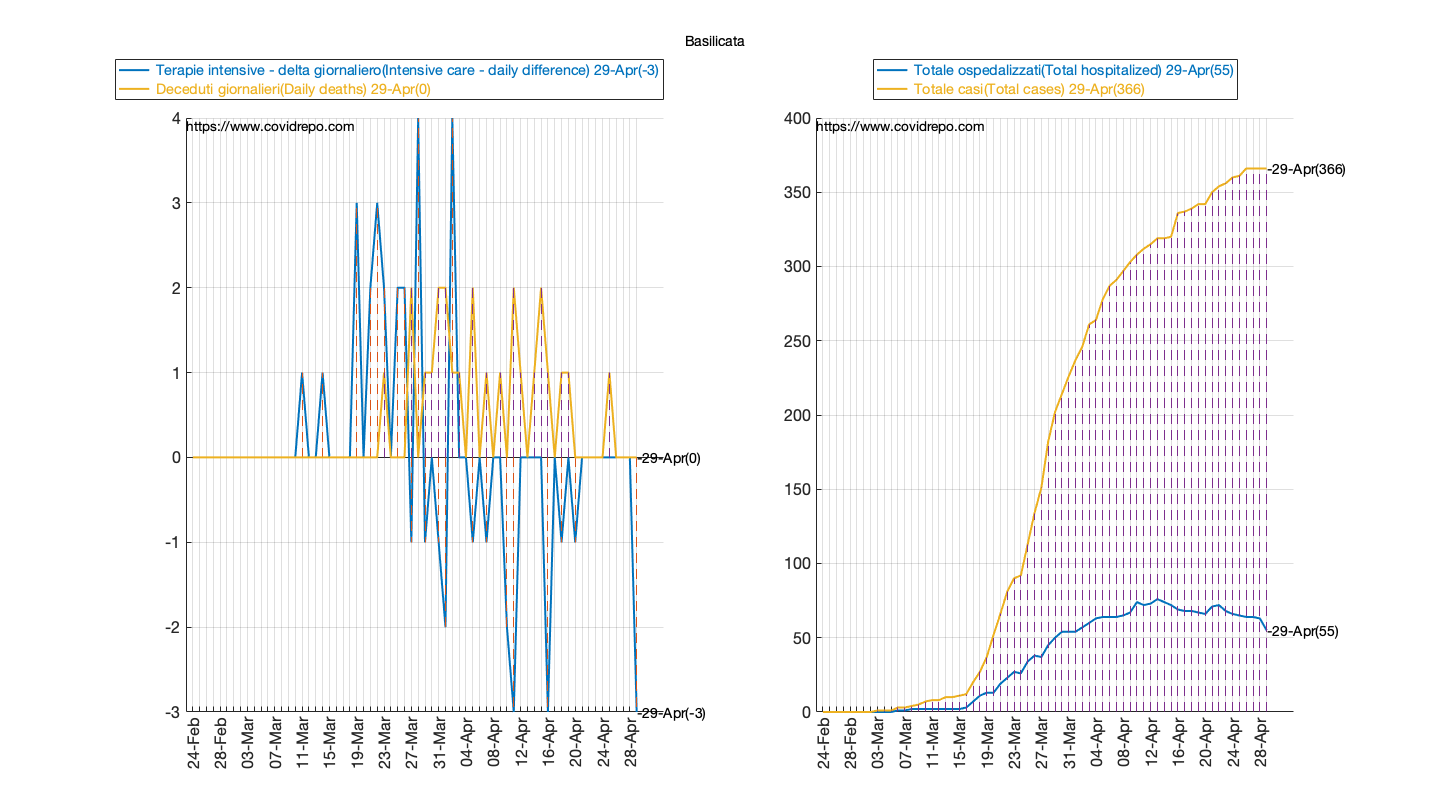 Basilicata
Terapie intensive - delta giornaliero(Intensive care - daily difference) 29-Apr(-3)
Deceduti giornalieri(Daily deaths) 29-Apr(0)
https://www.covidrepo.com
4
3
2
1
0
-1
-2
-3
-29-Apr(0)
-29-Apr(-3)
24-Feb
28-Feb
03-Mar
07-Mar
11-Mar
15-Mar
19-Mar
23-Mar
27-Mar
31-Mar
04-Apr
08-Apr
12-Apr
16-Apr
20-Apr
24-Apr
28-Apr
Totale ospedalizzati(Total hospitalized) 29-Apr(55)
Totale casi(Total cases) 29-Apr(366)
https://www.covidrepo.com
400
350
300
250
200
150
100
50
0
-29-Apr(366)
-29-Apr(55)
24-Feb
28-Feb
03-Mar
07-Mar
11-Mar
15-Mar
19-Mar
23-Mar
27-Mar
31-Mar
04-Apr
08-Apr
12-Apr
16-Apr
20-Apr
24-Apr
28-Apr